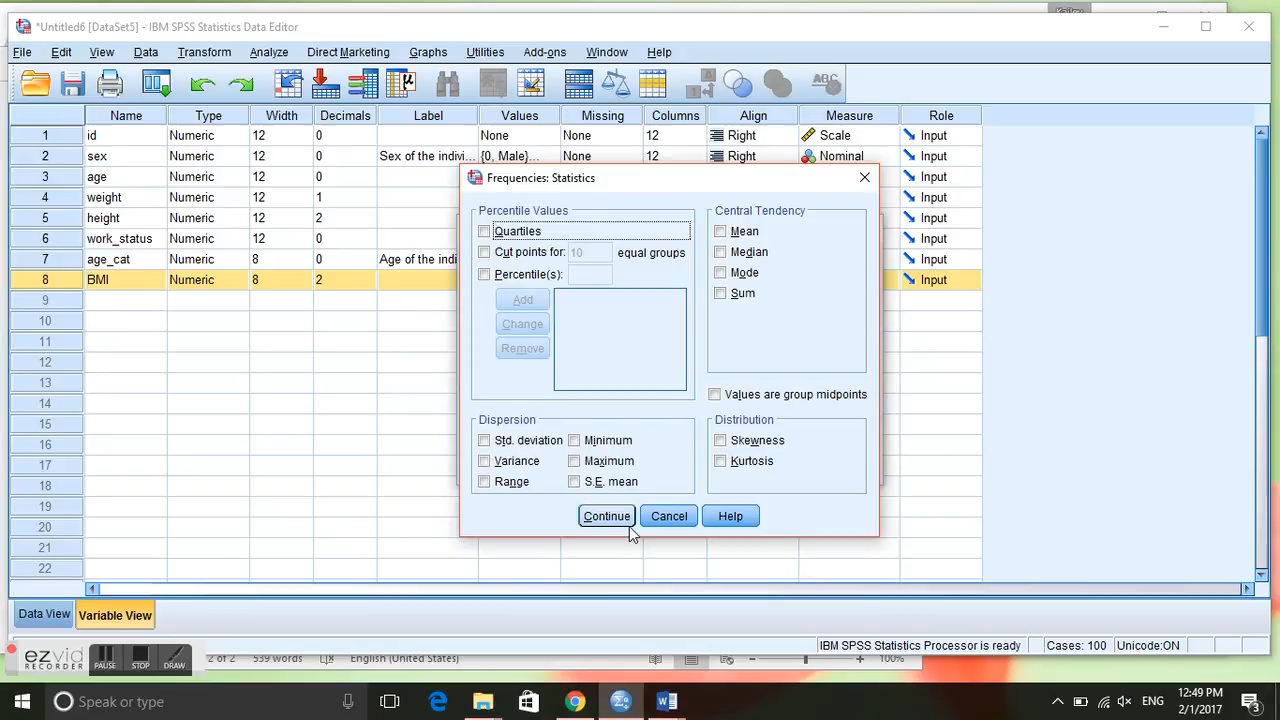 *Untitled6 [DataSet5] - IBM SPSS Statistics Data Editor
File Edit View Data Transform Analyze Direct Marketing Graphs Utilities Add-ons Window Help
Name Type Width Decimals Label Values Missing Columns Align Measure Role
1 id Numeric 12 0 None None 12 Right Scale Input
2 sex Numeric 12 0 Sex of the indivi... {0, Male}... None 12 Right Nominal Input
3 age Numeric 12 0 Input
4 weight Numeric 12 1 Input
5 height Numeric 12 2 Input
6 work_status Numeric 12 0 Input
7 age_cat Numeric 8 0 Age of the indi Input
8 BMI Numeric 8 2 Input
9
10
11
12
13
14
15
16
17
18
19
20
21
22
Frequencies: Statistics
Percentile Values
Quartiles
Cut points for: 10 equal groups
Percentile(s):
Add
Change
Remove
Central Tendency
Mean
Median
Mode
Sum
Values are group midpoints
Dispersion
Std. deviation Minimum
Variance Maximum
Range S.E. mean
Distribution
Skewness
Kurtosis
Continue Cancel Help
Data View Variable View
IBM SPSS Statistics Processor is ready Cases: 100 Unicode:ON
ezvid
RECORDER
PAUSE STOP DRAW
2 of 2 539 words English (United States) 100%
Speak or type
ENG
12:49 PM
2/1/2017
3